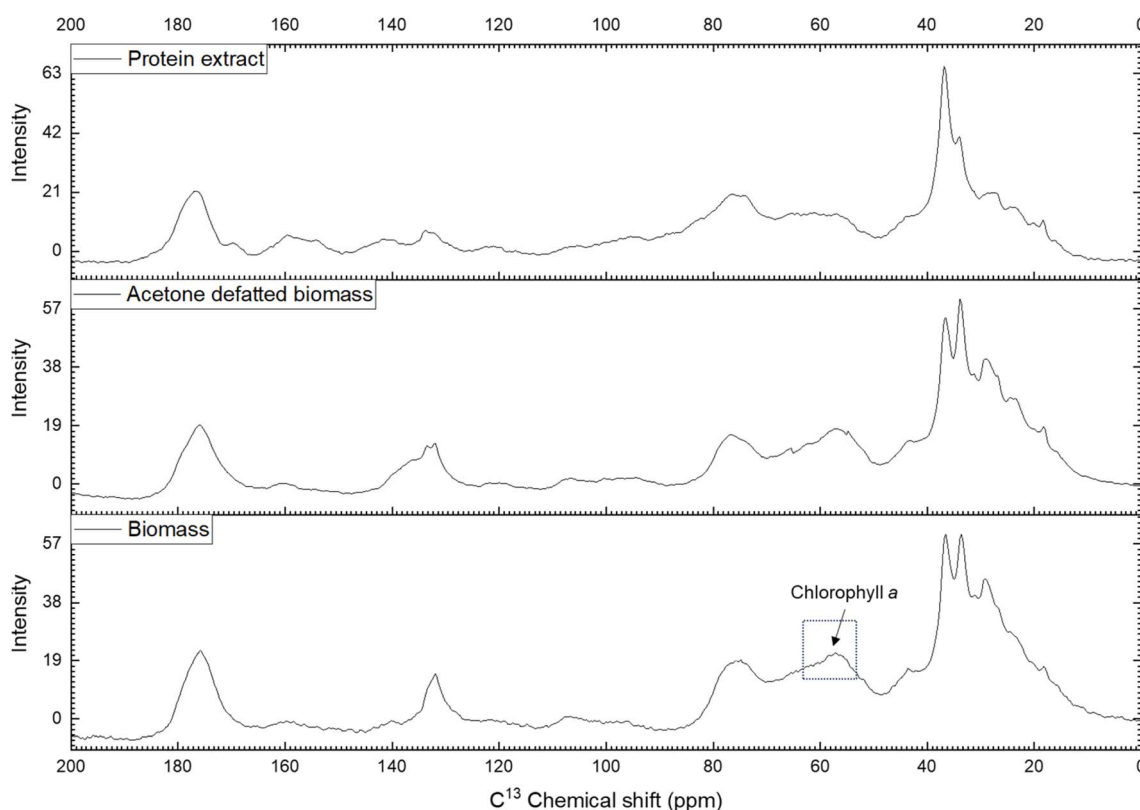 200 180 160 140 120 100 80 60 40 20 0
Protein extract
63
42
21
0
Intensity
Acetone defatted biomass
57
38
19
0
Intensity
Biomass
57
38
19
0
Intensity
Chlorophyll a
200 180 160 140 120 100 80 60 40 20 0
C¹³ Chemical shift (ppm)